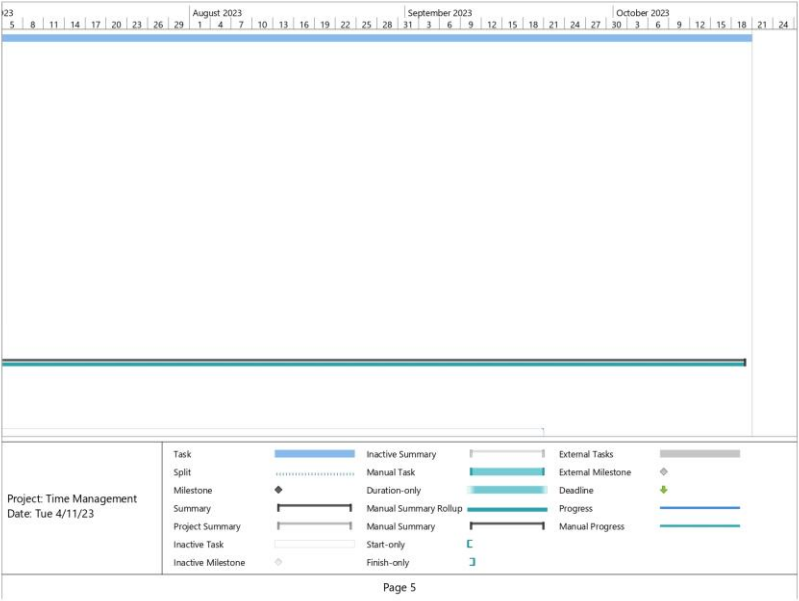 023 August 2023 September 2023 October 2023
5 8 11 14 17 20 23 26 29 1 4 7 10 13 16 19 22 25 28 31 3 6 9 12 15 18 21 24 27 30 3 6 9 12 15 18 21 24
Task Inactive Summary External Tasks
Split Manual Task External Milestone
Milestone Duration-only Deadline
Summary Manual Summary Rollup Progress
Project Summary Manual Summary Manual Progress
Inactive Task Start-only
Inactive Milestone Finish-only
Project: Time Management
Date: Tue 4/11/23
Page 5